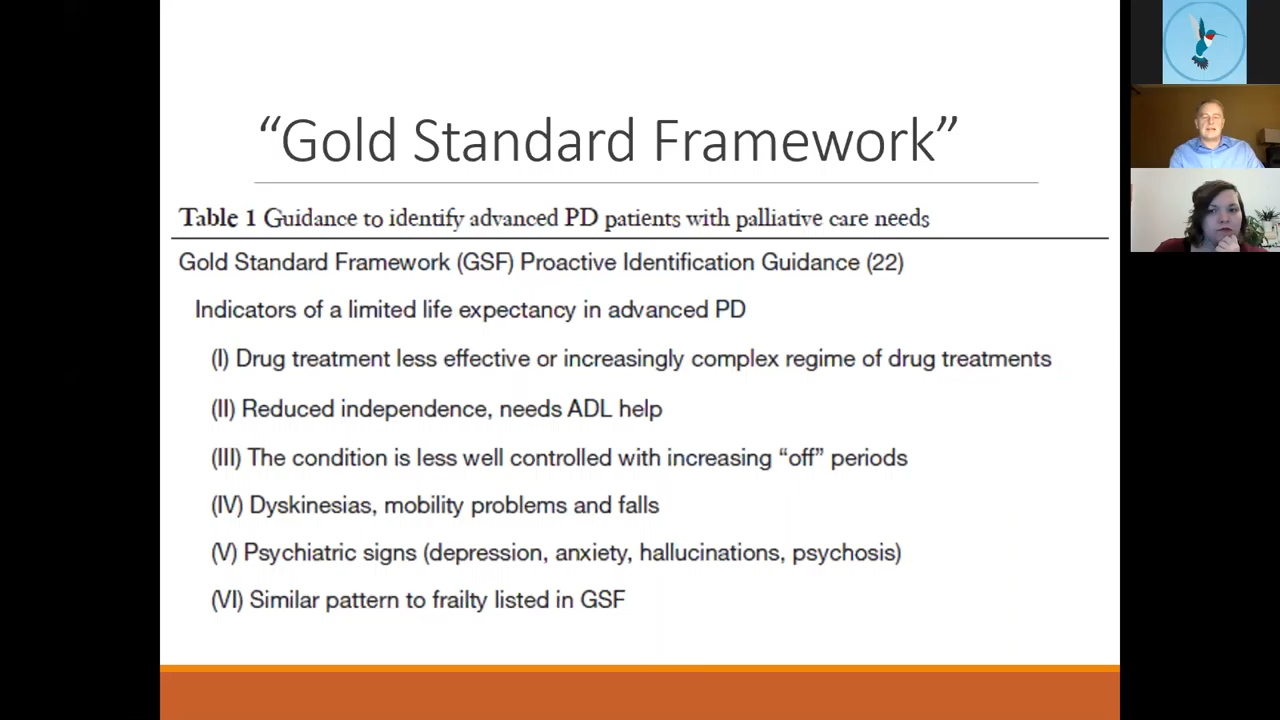 “Gold Standard Framework”
Table 1 Guidance to identify advanced PD patients with palliative care needs
Gold Standard Framework (GSF) Proactive Identification Guidance (22)
Indicators of a limited life expectancy in advanced PD
(I) Drug treatment less effective or increasingly complex regime of drug treatments
(II) Reduced independence, needs ADL help
(III) The condition is less well controlled with increasing “off” periods
(IV) Dyskinesias, mobility problems and falls
(V) Psychiatric signs (depression, anxiety, hallucinations, psychosis)
(VI) Similar pattern to frailty listed in GSF